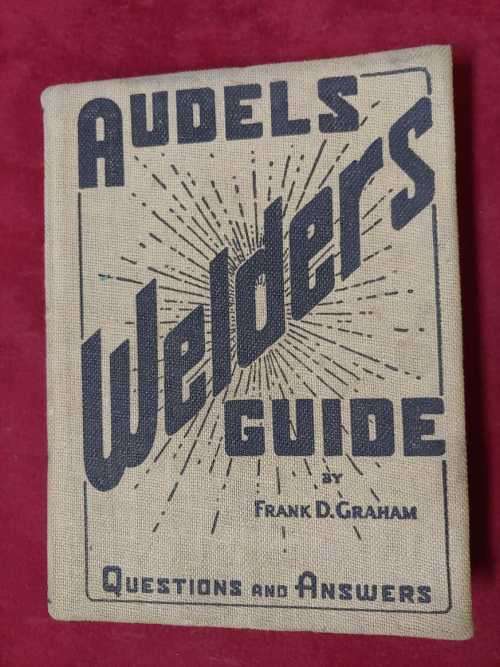 AUDELS
Welders
GUIDE
BY
FRANK D. GRAHAM
QUESTIONS AND ANSWERS